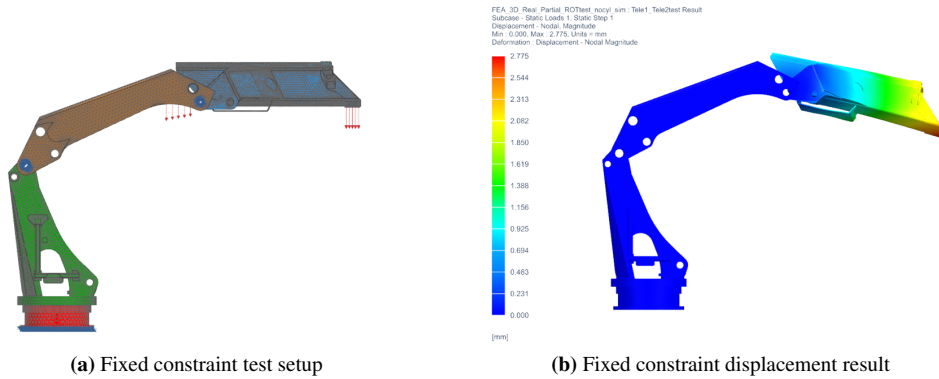 FEA_3D_Real_Partial_ROTtest_nocyl_sim : Tele1_Tele2test Result
Subcase - Static Loads 1, Static Step 1
Displacement - Nodal, Magnitude
Min : 0.000, Max : 2.775, Units = mm
Deformation : Displacement - Nodal Magnitude
2.775
2.544
2.313
2.082
1.850
1.619
1.388
1.156
0.925
0.694
0.463
0.231
0.000
[mm]
(a) Fixed constraint test setup
(b) Fixed constraint displacement result